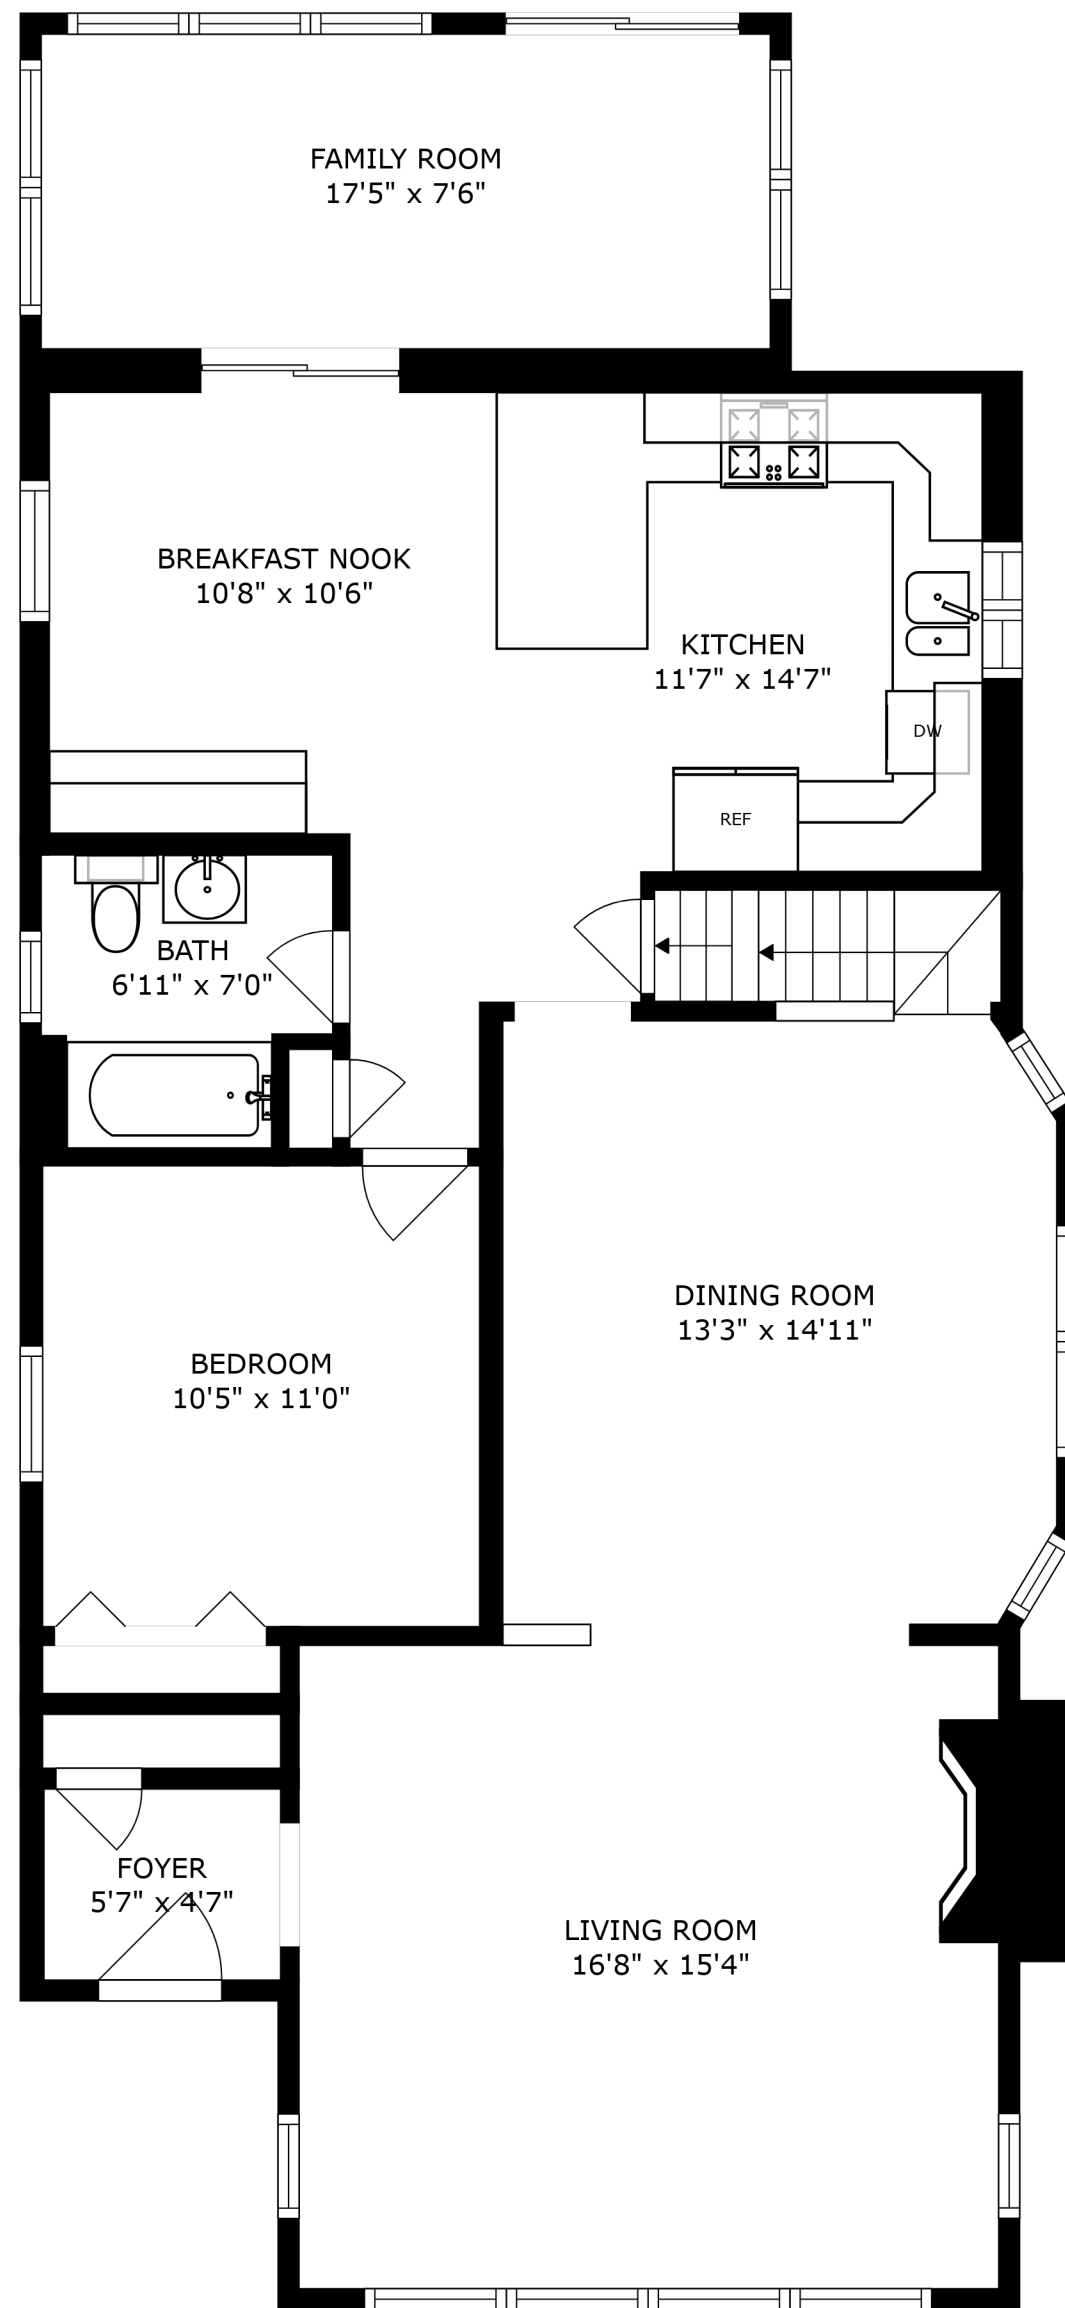 FAMILY ROOM
17'5" x 7'6"
BREAKFAST NOOK
10'8" x 10'6"
KITCHEN
11'7" x 14'7"
DW
REF
BATH
6'11" x 7'0"
DINING ROOM
13'3" x 14'11"
BEDROOM
10'5" x 11'0"
FOYER
5'7" x 4'7"
LIVING ROOM
16'8" x 15'4"